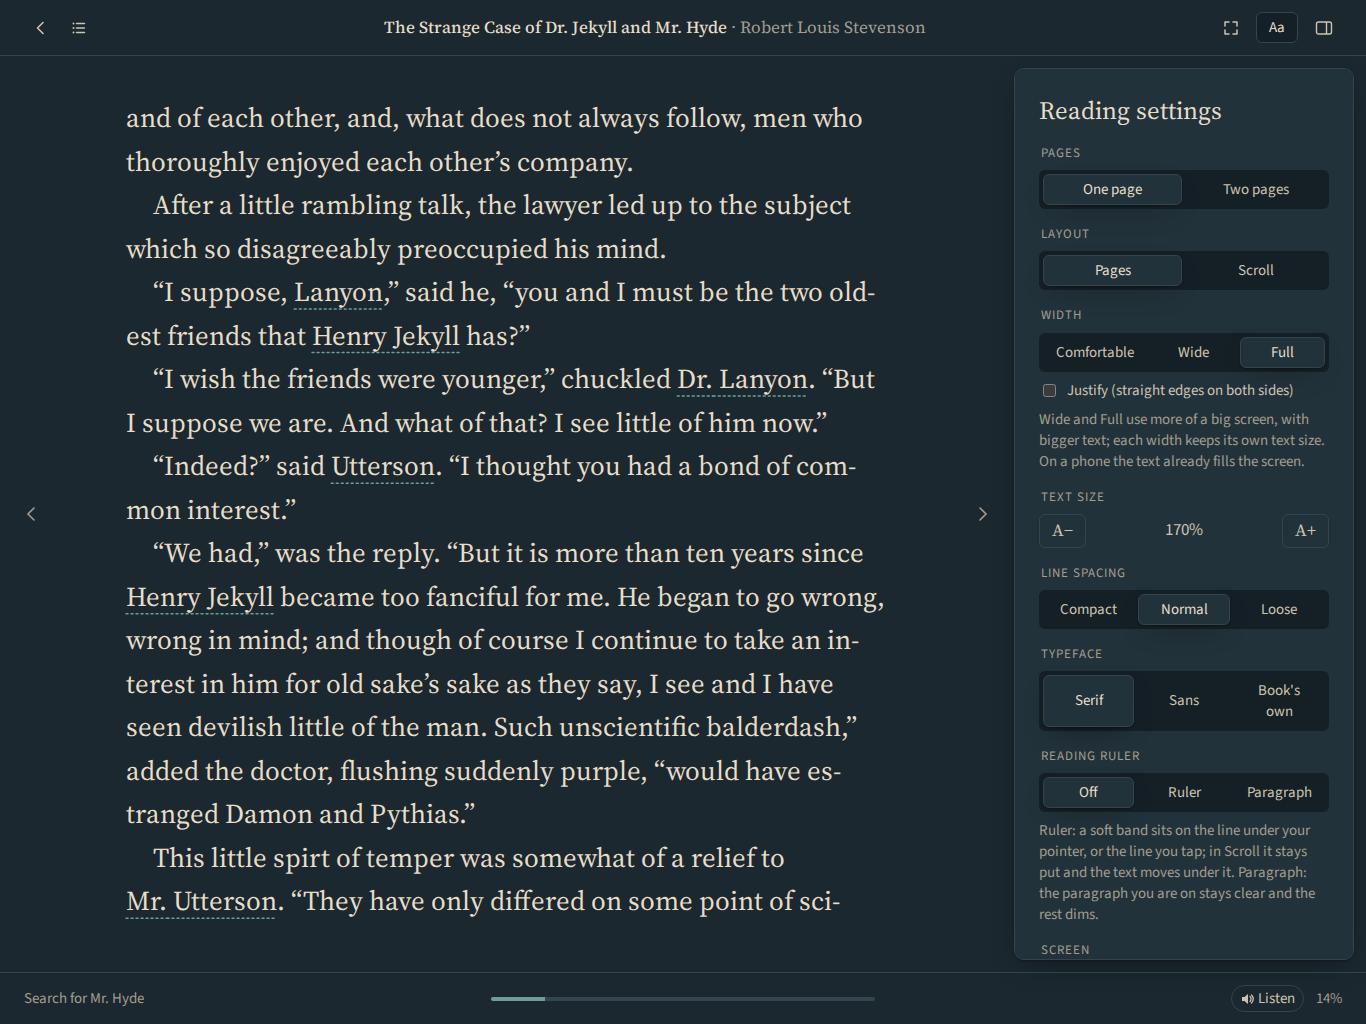 The Strange Case of Dr. Jekyll and Mr. Hyde · Robert Louis Stevenson
Aa
and of each other, and, what does not always follow, men who
thoroughly enjoyed each other’s company.
After a little rambling talk, the lawyer led up to the subject
which so disagreeably preoccupied his mind.
“I suppose, Lanyon,” said he, “you and I must be the two old-
est friends that Henry Jekyll has?”
“I wish the friends were younger,” chuckled Dr. Lanyon. “But
I suppose we are. And what of that? I see little of him now.”
“Indeed?” said Utterson. “I thought you had a bond of com-
mon interest.”
“We had,” was the reply. “But it is more than ten years since
Henry Jekyll became too fanciful for me. He began to go wrong,
wrong in mind; and though of course I continue to take an in-
terest in him for old sake’s sake as they say, I see and I have
seen devilish little of the man. Such unscientific balderdash,”
added the doctor, flushing suddenly purple, “would have es-
tranged Damon and Pythias.”
This little spirt of temper was somewhat of a relief to
Mr. Utterson. “They have only differed on some point of sci-
Reading settings
PAGES
One page Two pages
LAYOUT
Pages Scroll
WIDTH
Comfortable Wide Full
Justify (straight edges on both sides)
Wide and Full use more of a big screen, with
bigger text; each width keeps its own text size.
On a phone the text already fills the screen.
TEXT SIZE
A− 170% A+
LINE SPACING
Compact Normal Loose
TYPEFACE
Serif Sans Book's
own
READING RULER
Off Ruler Paragraph
Ruler: a soft band sits on the line under your
pointer, or the line you tap; in Scroll it stays
put and the text moves under it. Paragraph:
the paragraph you are on stays clear and the
rest dims.
SCREEN
Search for Mr. Hyde
Listen 14%